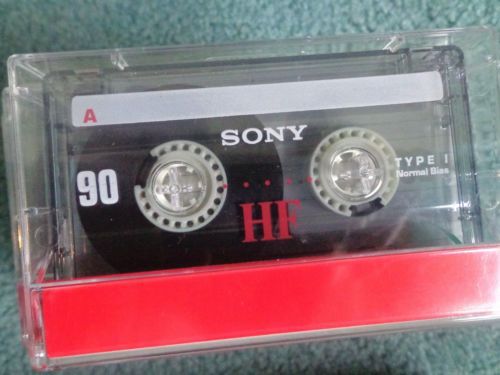 A
SONY
90
TYPE I
Normal Bias
HF